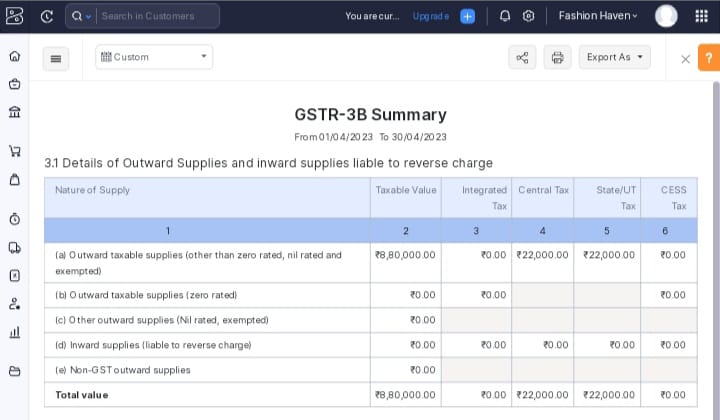 Search in Customers
You are cur... Upgrade
Fashion Haven
Custom
Export As
?
GSTR-3B Summary
From 01/04/2023 To 30/04/2023
3.1 Details of Outward Supplies and inward supplies liable to reverse charge
Nature of Supply Taxable Value Integrated Tax Central Tax State/UT Tax CESS Tax
1 2 3 4 5 6
(a) Outward taxable supplies (other than zero rated, nil rated and exempted) ₹8,80,000.00 ₹0.00 ₹22,000.00 ₹22,000.00 ₹0.00
(b) Outward taxable supplies (zero rated) ₹0.00 ₹0.00 ₹0.00
(c) Other outward supplies (Nil rated, exempted) ₹0.00
(d) Inward supplies (liable to reverse charge) ₹0.00 ₹0.00 ₹0.00 ₹0.00 ₹0.00
(e) Non-GST outward supplies ₹0.00
Total value ₹8,80,000.00 ₹0.00 ₹22,000.00 ₹22,000.00 ₹0.00